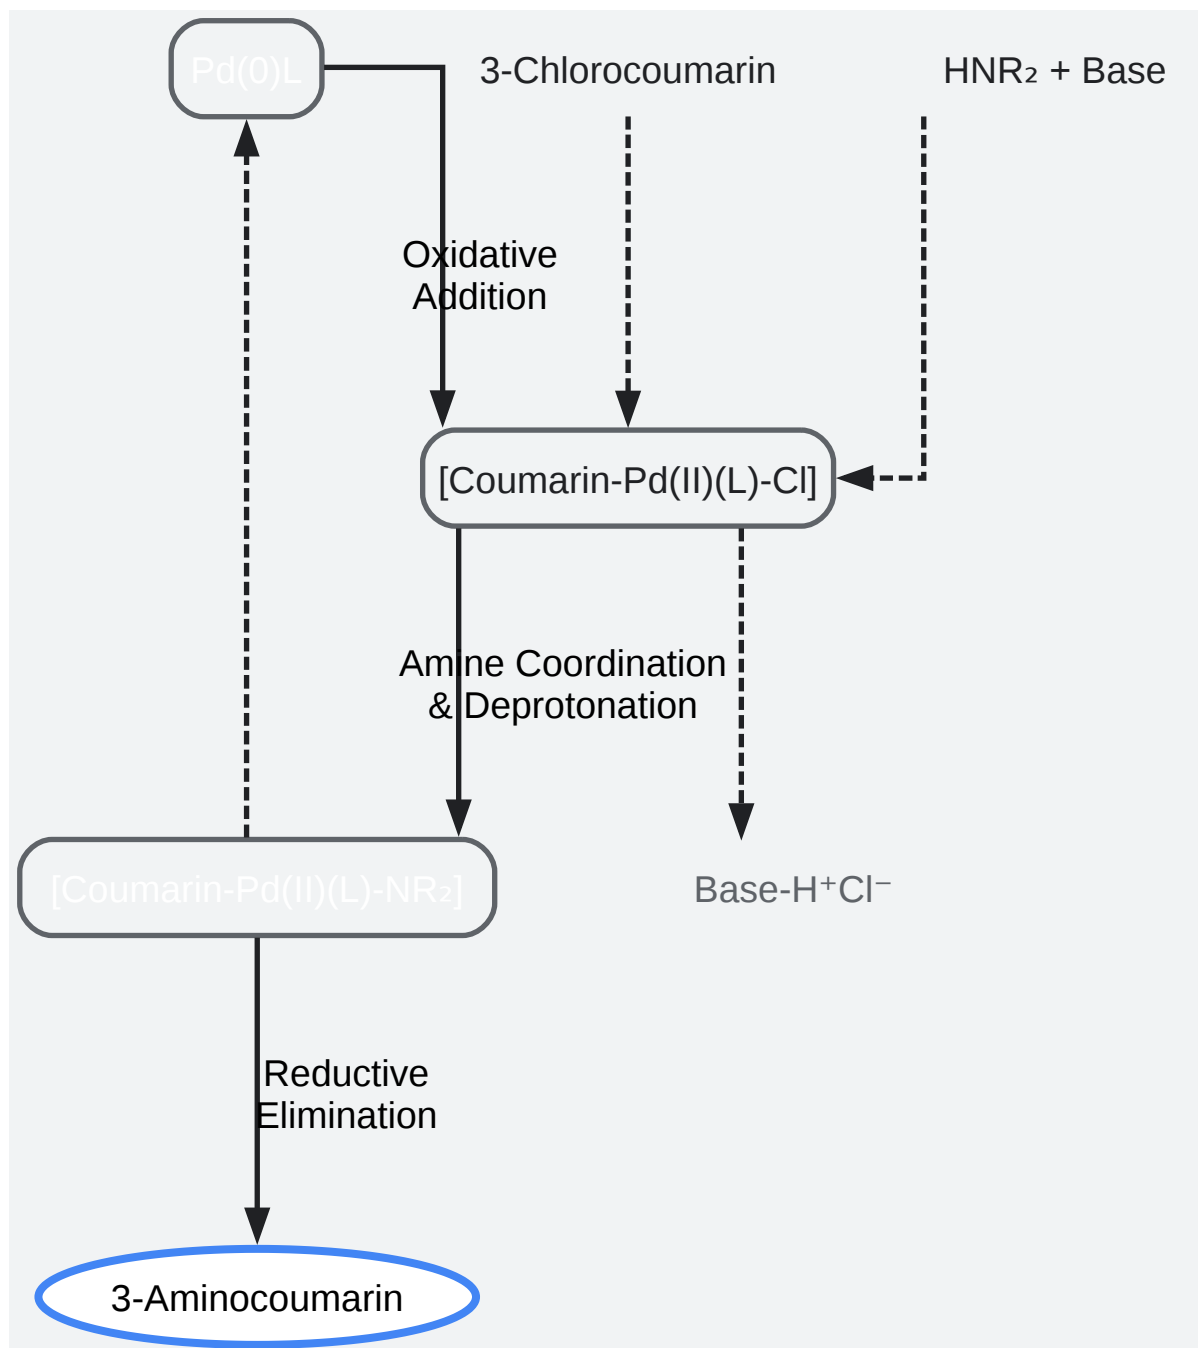 Pd(0)L
3-Chlorocoumarin
HNR₂ + Base
Oxidative
Addition
[Coumarin-Pd(II)(L)-Cl]
Amine Coordination
& Deprotonation
[Coumarin-Pd(II)(L)-NR₂]
Base-H⁺Cl⁻
Reductive
Elimination
3-Aminocoumarin